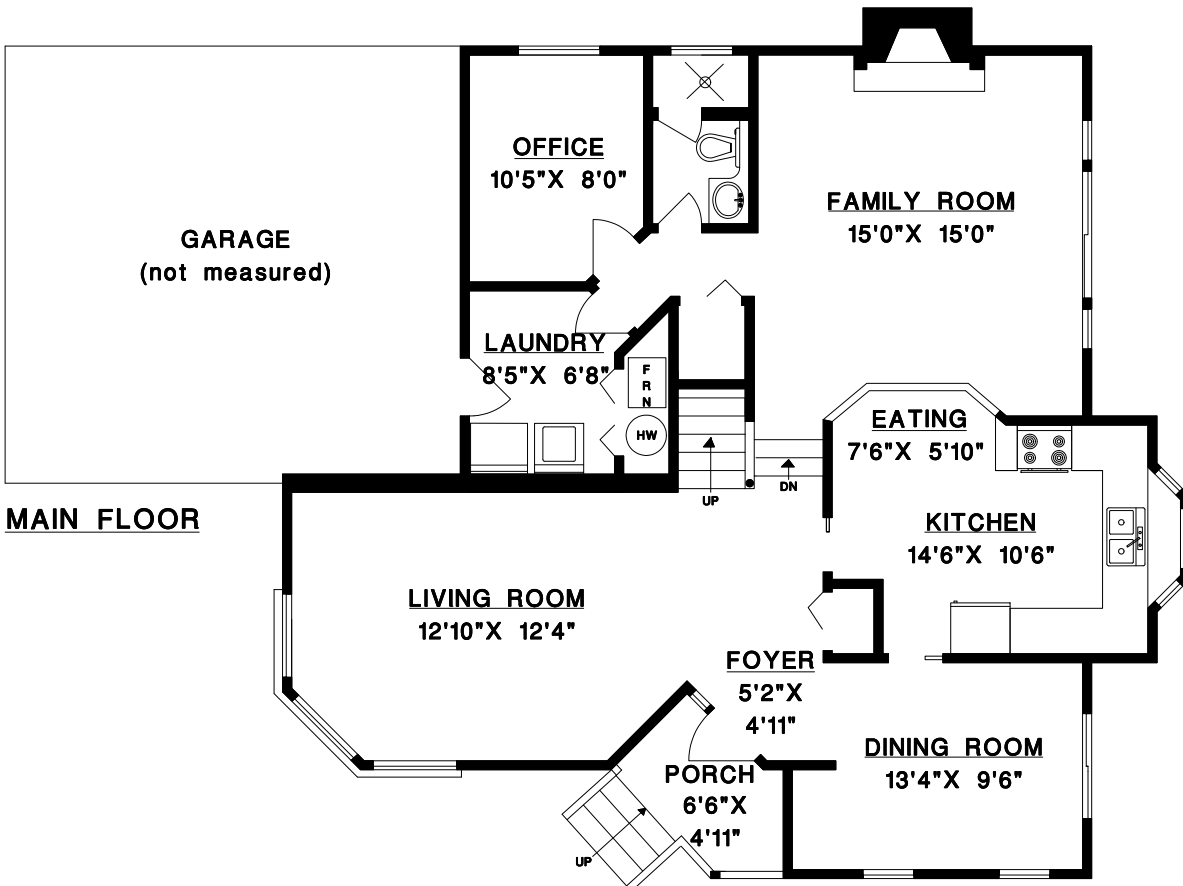 OFFICE
10'5"X 8'0"
FAMILY ROOM
15'0"X 15'0"
GARAGE
(not measured)
LAUNDRY
8'5"X 6'8"
F
R
N
HW
EATING
7'6"X 5'10"
UP
DN
MAIN FLOOR
KITCHEN
14'6"X 10'6"
LIVING ROOM
12'10"X 12'4"
FOYER
5'2"X
4'11"
DINING ROOM
13'4"X 9'6"
PORCH
6'6"X
4'11"
UP